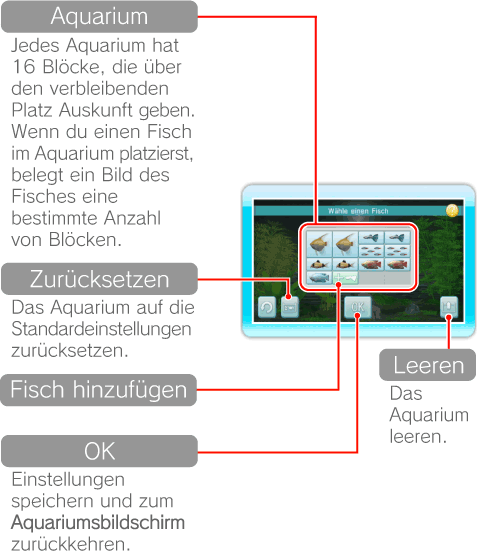 Aquarium
Jedes Aquarium hat
16 Blöcke, die über
den verbleibenden
Platz Auskunft geben.
Wenn du einen Fisch
im Aquarium platzierst,
belegt ein Bild des
Fisches eine
bestimmte Anzahl
von Blöcken.
Wähle einen Fisch
?
OK
Zurücksetzen
Das Aquarium auf die
Standardeinstellungen
zurücksetzen.
Fisch hinzufügen
Leeren
Das
Aquarium
leeren.
OK
Einstellungen
speichern und zum
Aquariumsbildschirm
zurückkehren.